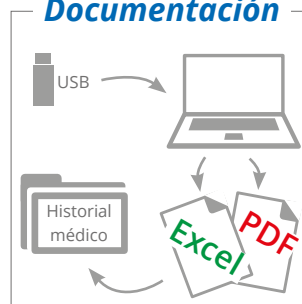 Documentación
USB
Historial
médico
Excel
PDF